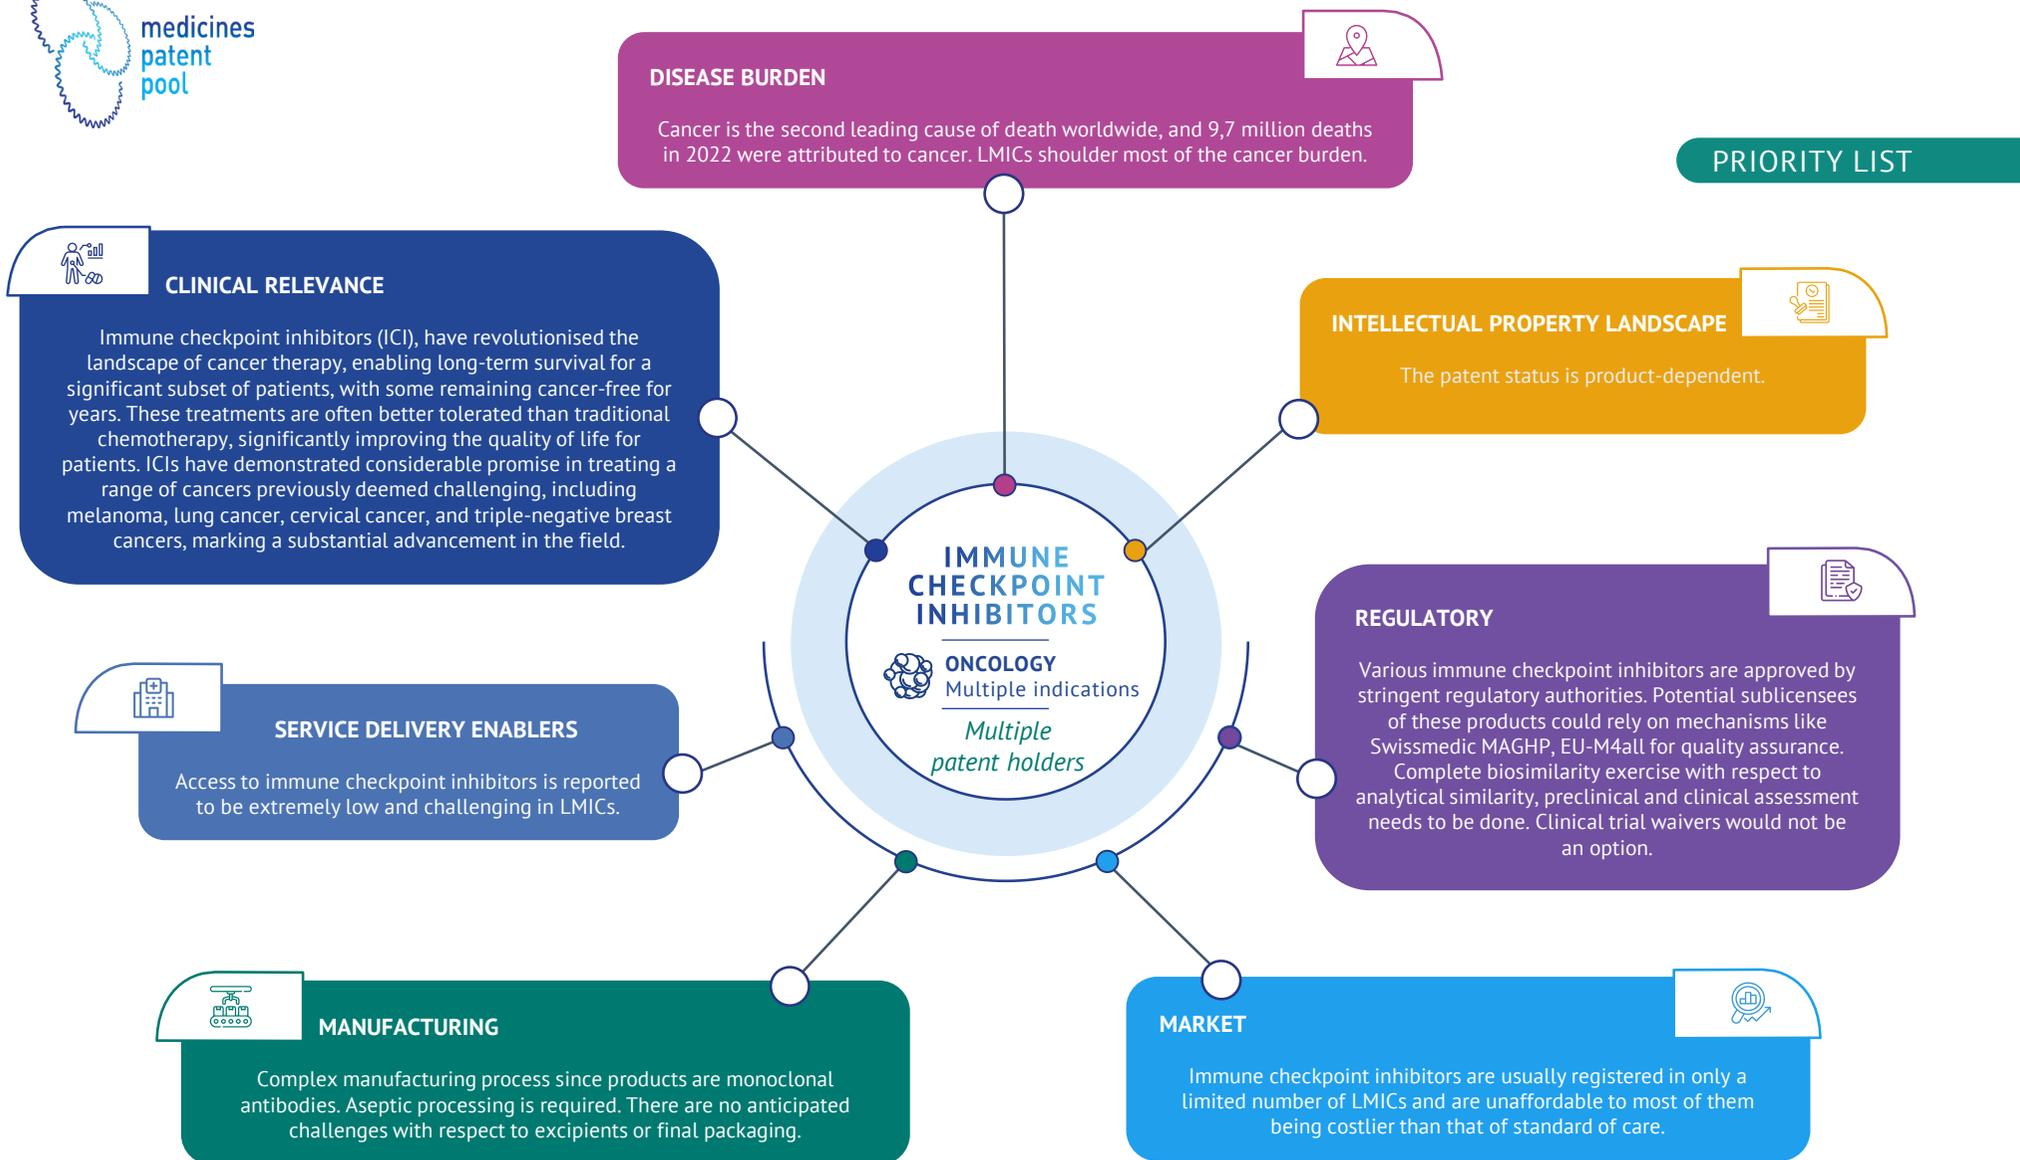 medicines
patent
pool
DISEASE BURDEN
Cancer is the second leading cause of death worldwide, and 9,7 million deaths
in 2022 were attributed to cancer. LMICs shoulder most of the cancer burden.
PRIORITY LIST
CLINICAL RELEVANCE
Immune checkpoint inhibitors (ICI), have revolutionised the
landscape of cancer therapy, enabling long-term survival for a
significant subset of patients, with some remaining cancer-free for
years. These treatments are often better tolerated than traditional
chemotherapy, significantly improving the quality of life for
patients. ICIs have demonstrated considerable promise in treating a
range of cancers previously deemed challenging, including
melanoma, lung cancer, cervical cancer, and triple-negative breast
cancers, marking a substantial advancement in the field.
INTELLECTUAL PROPERTY LANDSCAPE
The patent status is product-dependent.
IMMUNE
CHECKPOINT
INHIBITORS
ONCOLOGY
Multiple indications
Multiple
patent holders
REGULATORY
Various immune checkpoint inhibitors are approved by
stringent regulatory authorities. Potential sublicensees
of these products could rely on mechanisms like
Swissmedic MAGHP, EU-M4all for quality assurance.
Complete biosimilarity exercise with respect to
analytical similarity, preclinical and clinical assessment
needs to be done. Clinical trial waivers would not be
an option.
SERVICE DELIVERY ENABLERS
Access to immune checkpoint inhibitors is reported
to be extremely low and challenging in LMICs.
MANUFACTURING
Complex manufacturing process since products are monoclonal
antibodies. Aseptic processing is required. There are no anticipated
challenges with respect to excipients or final packaging.
MARKET
Immune checkpoint inhibitors are usually registered in only a
limited number of LMICs and are unaffordable to most of them
being costlier than that of standard of care.